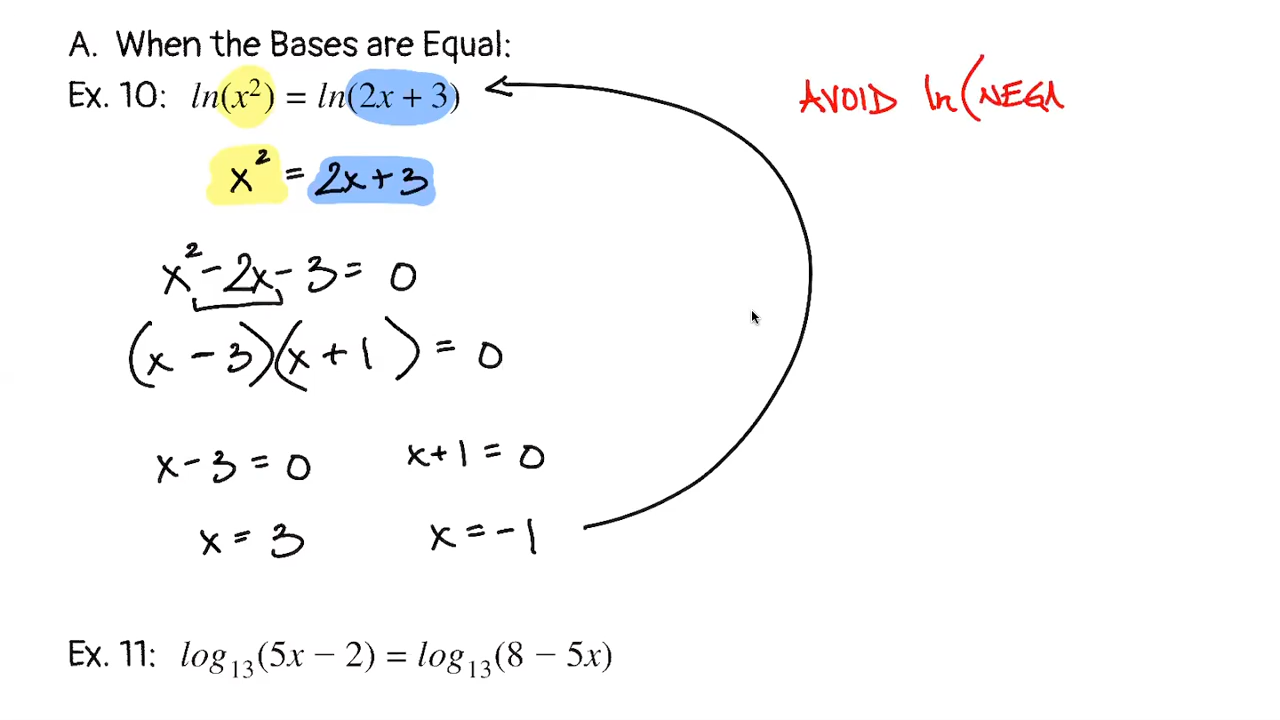 A. When the Bases are Equal:
Ex. 10: ln(x²) = ln(2x + 3)
AVOID ln(NEGA
x² = 2x+3
x² - 2x - 3 = 0
(x - 3)(x + 1) = 0
x - 3 = 0 x+1 = 0
x = 3 x = -1
Ex. 11: log₁₃(5x − 2) = log₁₃(8 − 5x)